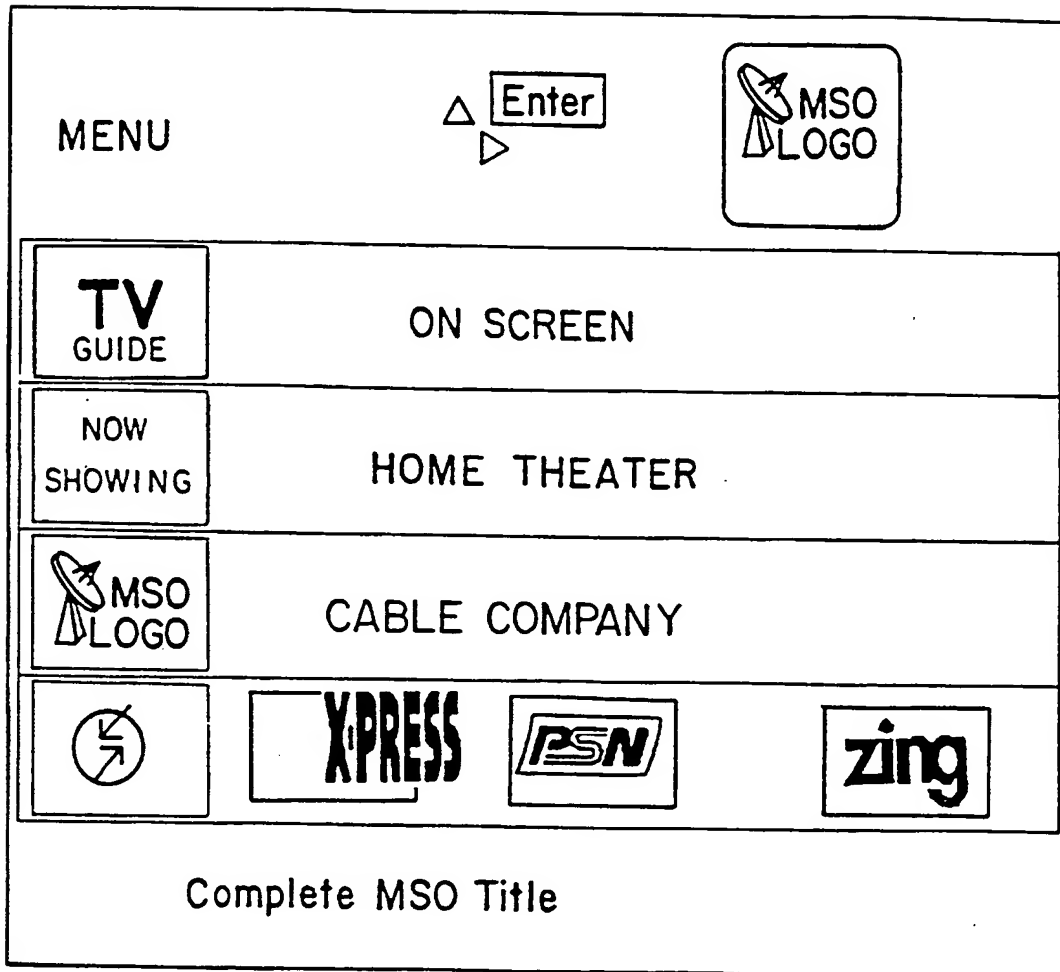 MENU
Enter
MSO
LOGO
TV
GUIDE
ON SCREEN
NOW
SHOWING
HOME THEATER
MSO
LOGO
CABLE COMPANY
X·PRESS
PSN
zing
Complete MSO Title